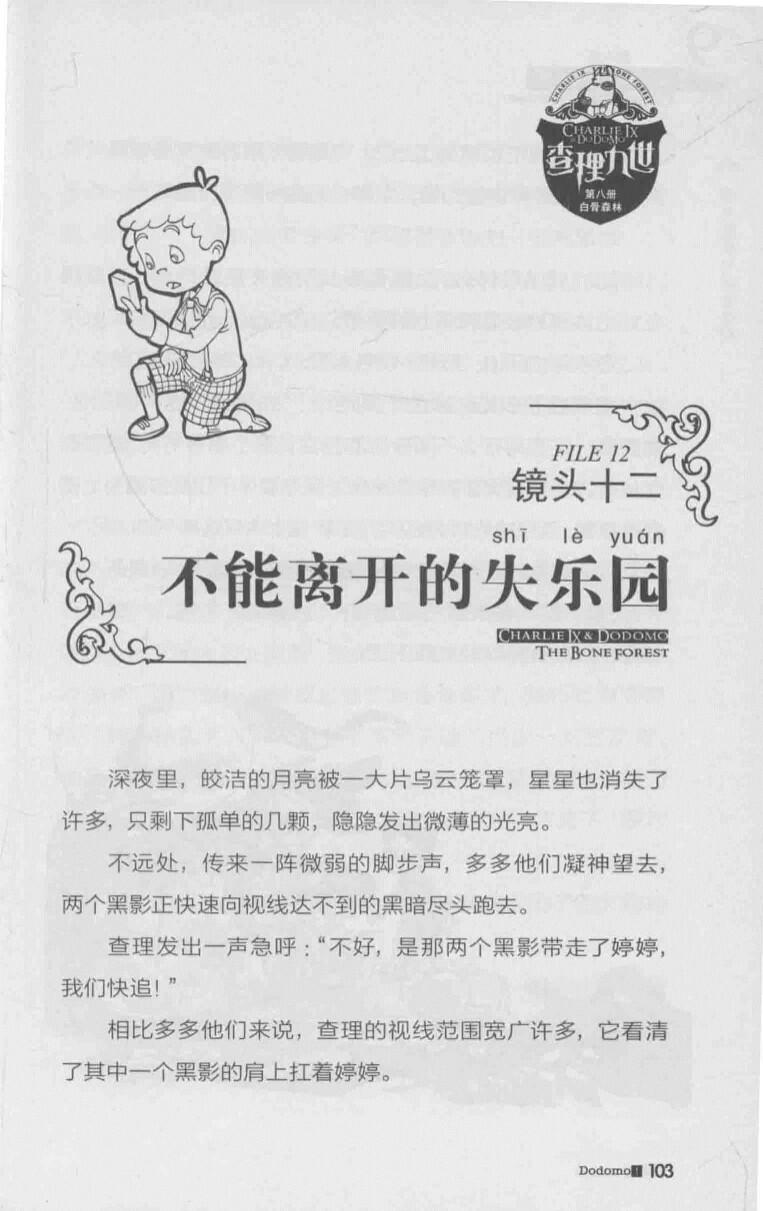 CHARLIE IX THE BONE FOREST
CHARLIE IX
& DODOMO
查理九世
第八册
白骨森林
FILE 12
镜头十二
shī lè yuán
不能离开的失乐园
CHARLIE IX & DODOMO
THE BONE FOREST
深夜里，皎洁的月亮被一大片乌云笼罩，星星也消失了
许多，只剩下孤单的几颗，隐隐发出微薄的光亮。
不远处，传来一阵微弱的脚步声，多多他们凝神望去，
两个黑影正快速向视线达不到的黑暗尽头跑去。
查理发出一声急呼：“不好，是那两个黑影带走了婷婷，
我们快追！”
相比多多他们来说，查理的视线范围宽广许多，它看清
了其中一个黑影的肩上扛着婷婷。
Dodomo 103